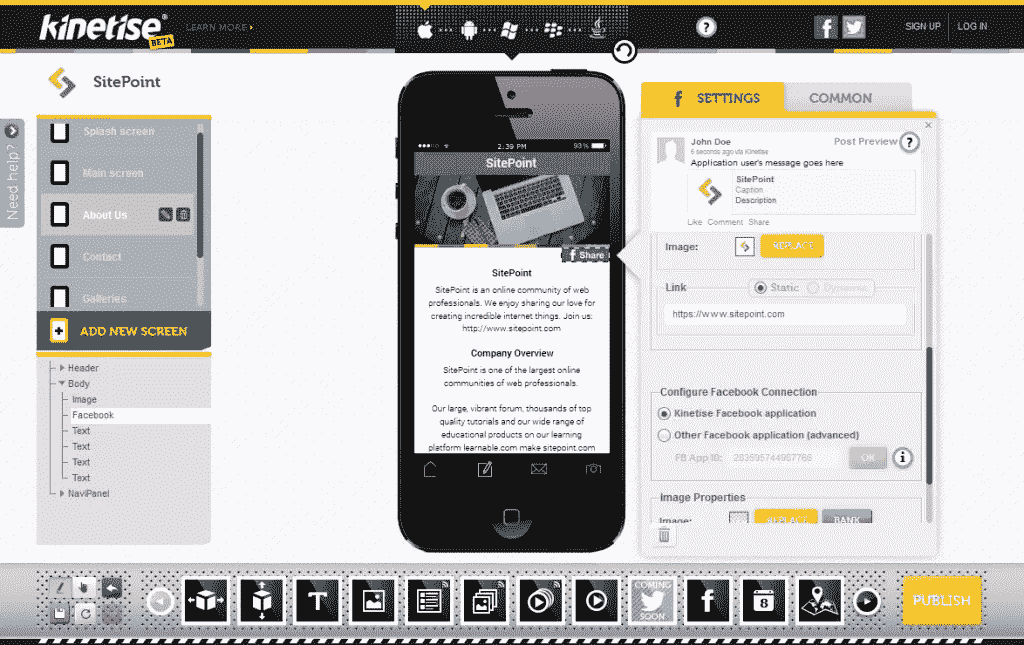 kinetise®
BETA
LEARN MORE
?
SIGN UP
LOG IN
SitePoint
Need help?
Splash screen
Main screen
About Us
Contact
Galleries
ADD NEW SCREEN
Header
Body
Image
Facebook
Text
Text
Text
Text
NaviPanel
2:39 PM
93%
SitePoint
f Share
SitePoint
SitePoint is an online community of web
professionals. We enjoy sharing our love for
creating incredible internet things. Join us:
http://www.sitepoint.com
Company Overview
SitePoint is one of the largest online
communities of web professionals.
Our large, vibrant forum, thousands of top
quality tutorials and our wide range of
educational products on our learning
platform learnable.com make sitepoint.com
f SETTINGS
COMMON
John Doe
Post Preview ?
6 seconds ago via Kinetise
Application user's message goes here
SitePoint
Caption
Description
Like Comment Share
Image:
REPLACE
Link
Static
Dynamic
https://www.sitepoint.com
Configure Facebook Connection
Kinetise Facebook application
Other Facebook application (advanced)
FB App ID:
OK
i
Image Properties
Image:
REPLACE
BANK
T
COMING
SOON
f
8
PUBLISH